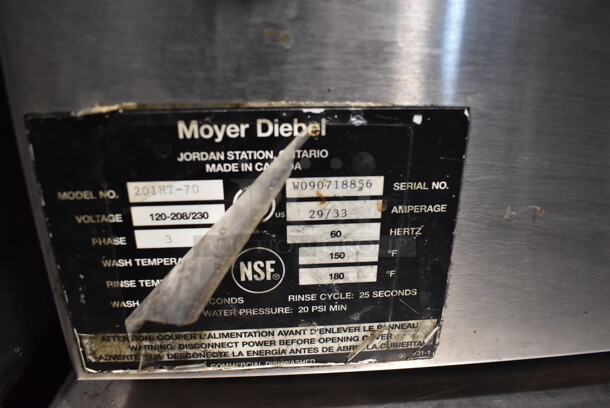 Moyer Diebel
JORDAN STATION, ONTARIO
MADE IN CANADA
MODEL NO. 201HT-70 W090718856 SERIAL NO.
VOLTAGE 120-208/230 US 29/33 AMPERAGE
PHASE 3 60 HERTZ
WASH TEMPERA 150 °F
NSF®
RINSE TEM 180 °F
WASH CONDS RINSE CYCLE: 25 SECONDS
WATER PRESSURE: 20 PSI MIN
ATTENTION: COUPER L'ALIMENTATION AVANT D'ENLEVER LE PANNEAU
WARNING: DISCONNECT POWER BEFORE OPENING COVER
ADVERTENCIA: DESCONECTE LA ENERGÍA ANTES DE ABRIR LA CUBIERTA
COMMERCIAL DISHWASHER